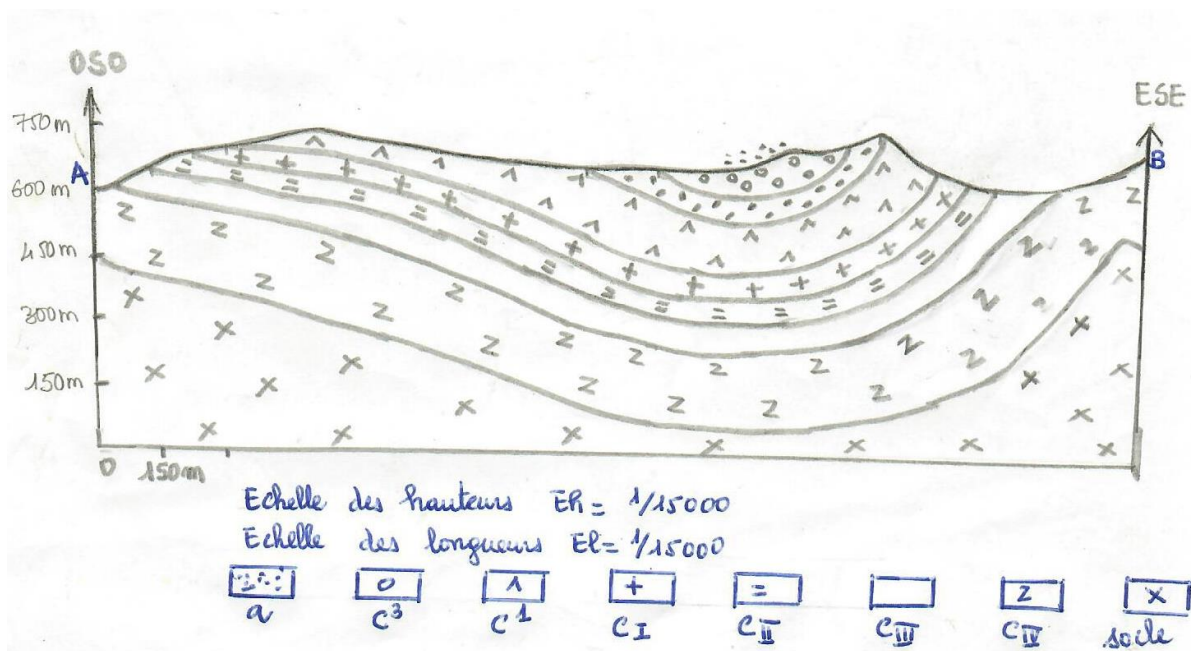 OSO
ESE
750m
A
B
600m
450m
300m
150m
0 150m
Echelle des hauteurs Eh= 1/15000
Echelle des longueurs El= 1/15000
a C³ C¹ CI CII CIII CIV socle